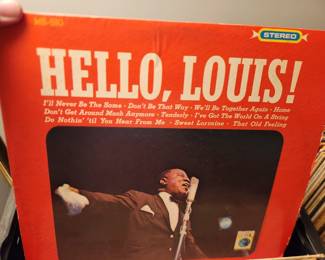 MS-510
STEREO
HELLO, LOUIS!
I'll Never Be The Same · Don't Be That Way · We'll Be Together Again · Home
Don't Get Around Much Anymore · Tenderly · I've Got The World On A String
Do Nothin' 'til You Hear From Me · Sweet Lorraine · That Old Feeling